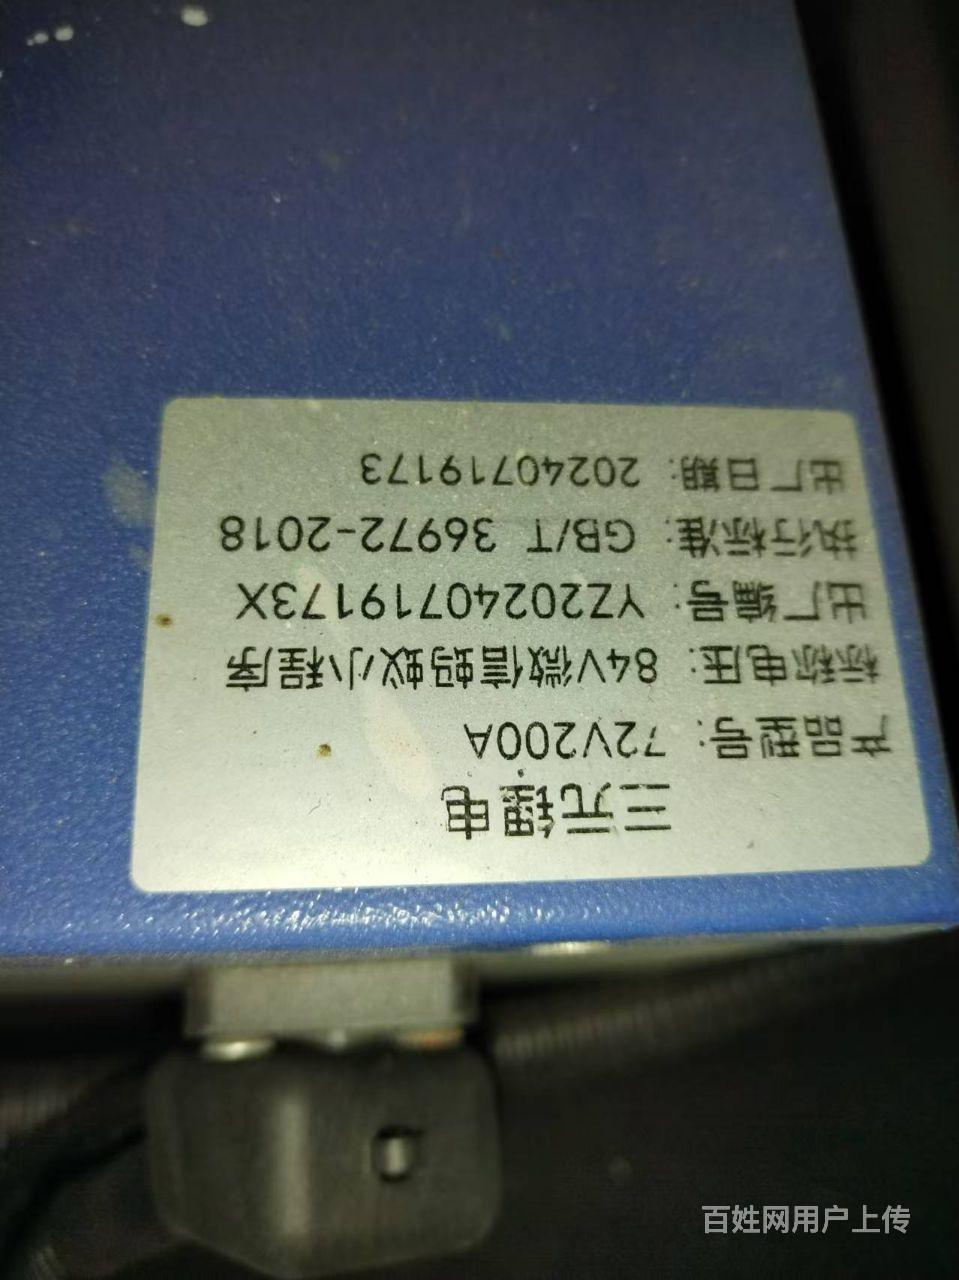 三元锂电
产品型号：72V200A
标称电压：84V微信蚂蚁小程序
出厂编号：YZ20240719173X
执行标准：GB/T 36972-2018
出厂日期：20240719173
百姓网用户上传